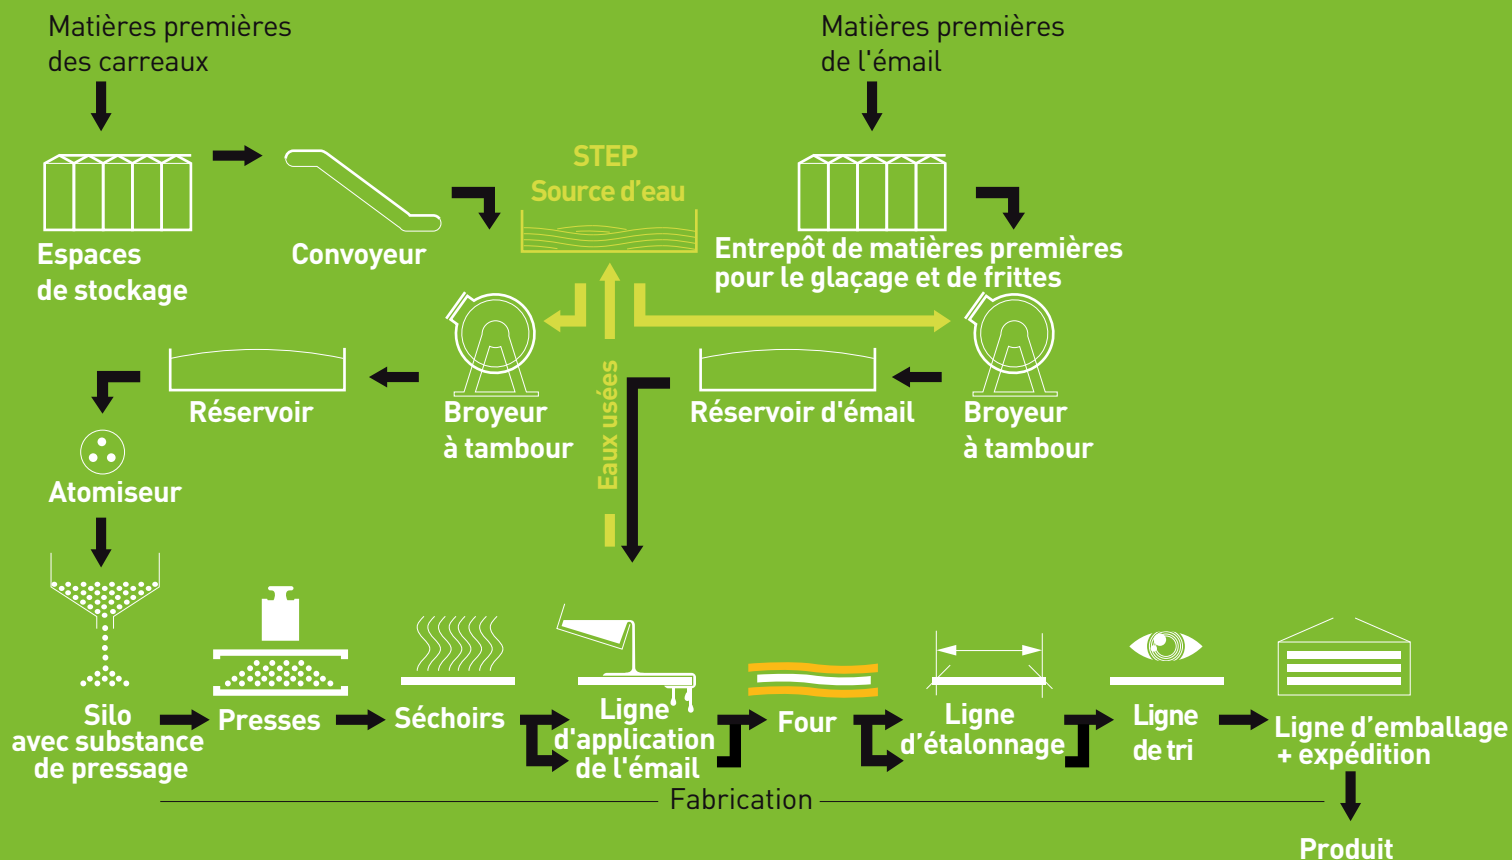 Matières premières
des carreaux
Matières premières
de l'émail
STEP
Source d’eau
Espaces
de stockage
Convoyeur
Entrepôt de matières premières
pour le glaçage et de frittes
Réservoir
Broyeur
à tambour
Eaux usées
Réservoir d'émail
Broyeur
à tambour
Atomiseur
Silo
avec substance
de pressage
Presses
Séchoirs
Ligne
d'application
de l'émail
Four
Ligne
d’étalonnage
Ligne
de tri
Ligne d’emballage
+ expédition
Fabrication
Produit